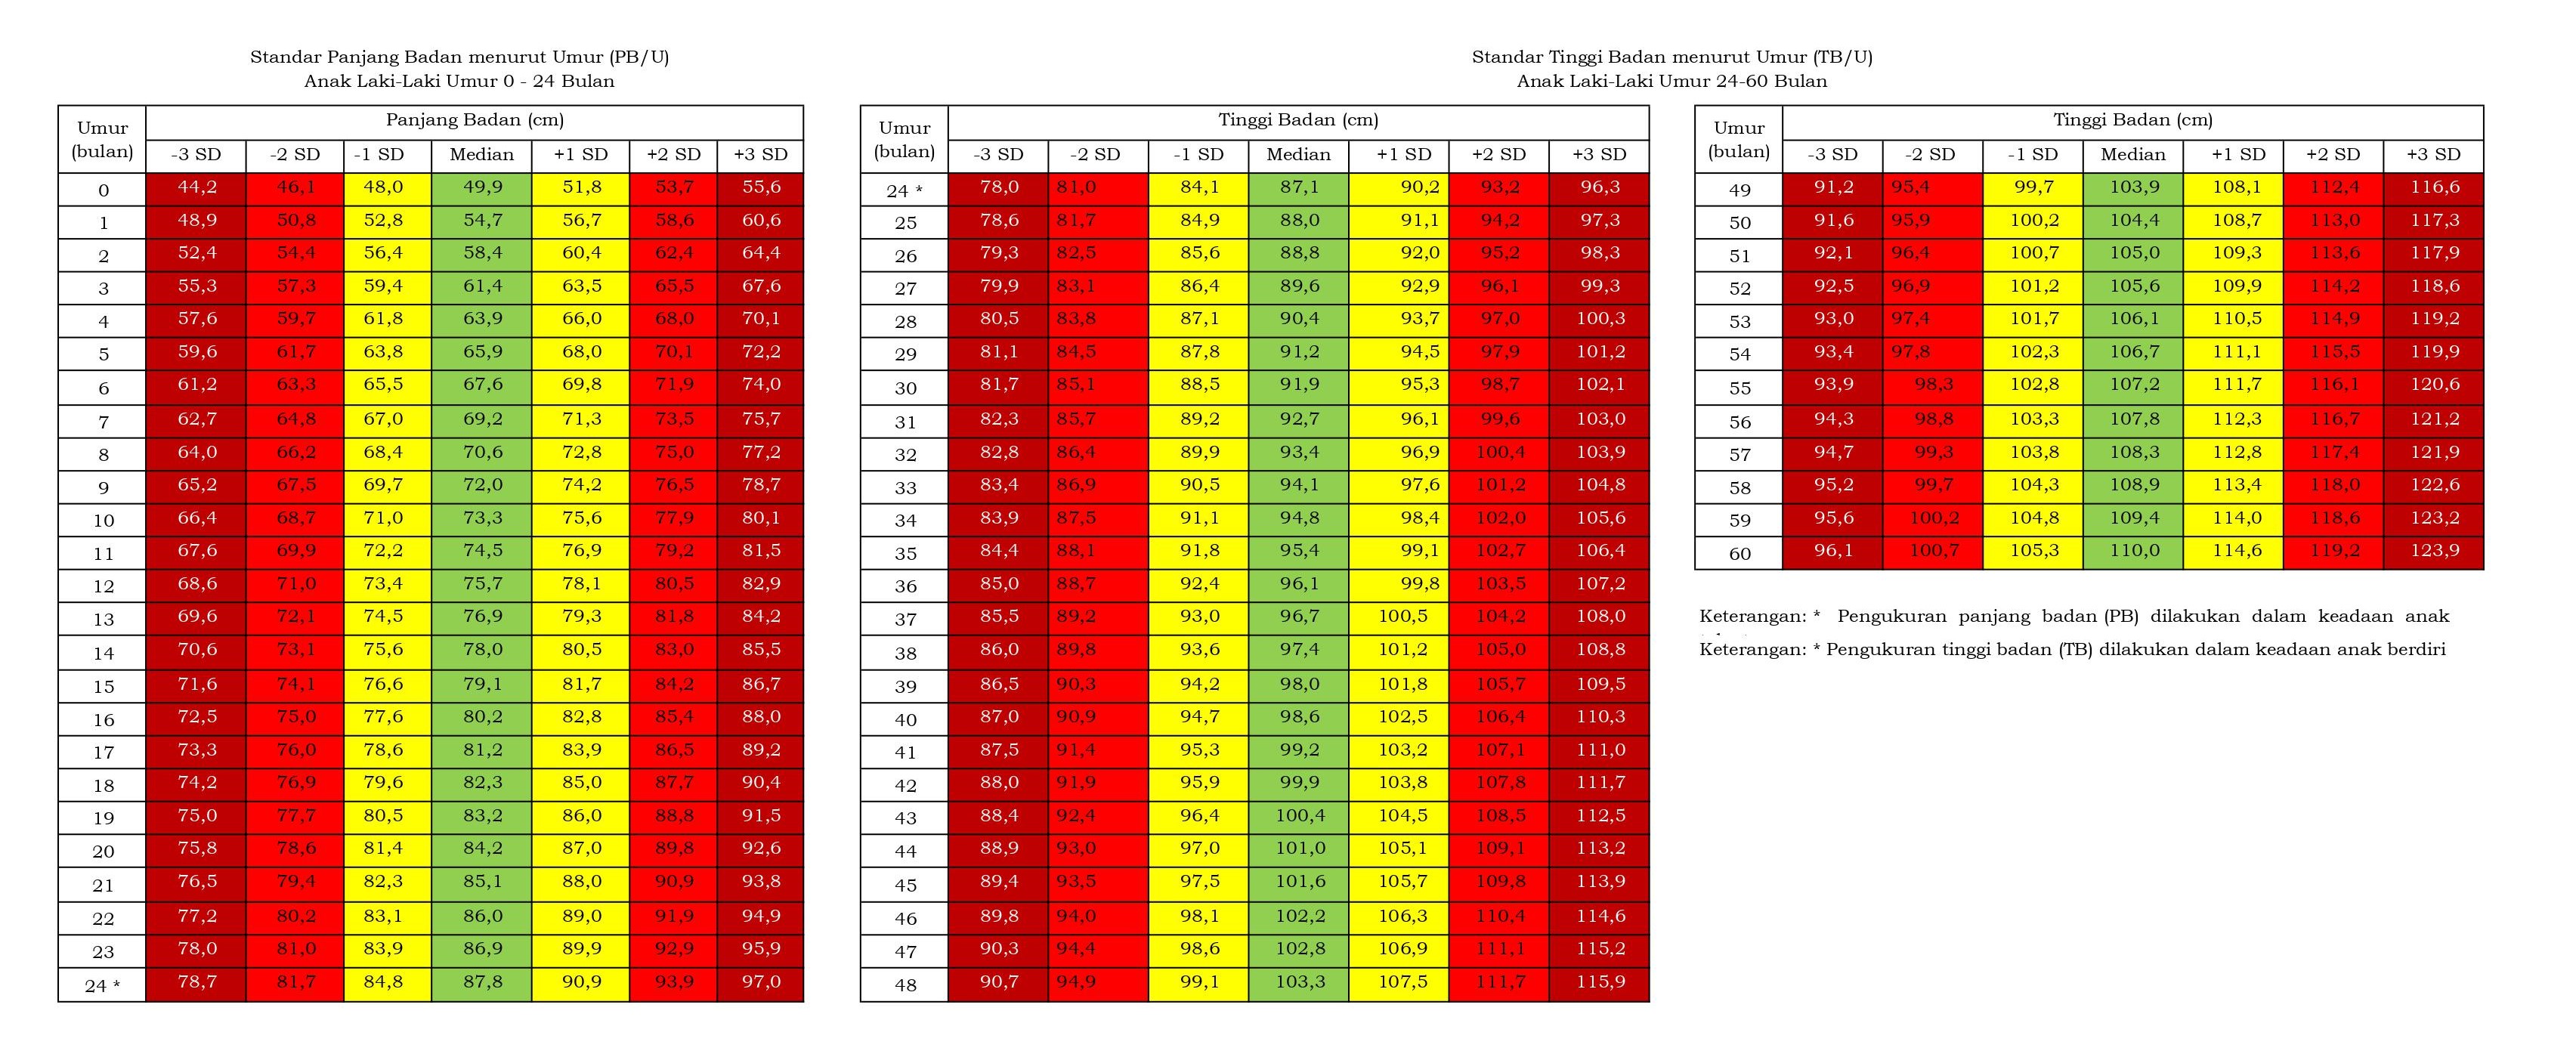 Standar Panjang Badan menurut Umur (PB/U)
Anak Laki-Laki Umur 0 - 24 Bulan
Umur (bulan) Panjang Badan (cm)
-3 SD -2 SD -1 SD Median +1 SD +2 SD +3 SD
0 44,2 46,1 48,0 49,9 51,8 53,7 55,6
1 48,9 50,8 52,8 54,7 56,7 58,6 60,6
2 52,4 54,4 56,4 58,4 60,4 62,4 64,4
3 55,3 57,3 59,4 61,4 63,5 65,5 67,6
4 57,6 59,7 61,8 63,9 66,0 68,0 70,1
5 59,6 61,7 63,8 65,9 68,0 70,1 72,2
6 61,2 63,3 65,5 67,6 69,8 71,9 74,0
7 62,7 64,8 67,0 69,2 71,3 73,5 75,7
8 64,0 66,2 68,4 70,6 72,8 75,0 77,2
9 65,2 67,5 69,7 72,0 74,2 76,5 78,7
10 66,4 68,7 71,0 73,3 75,6 77,9 80,1
11 67,6 69,9 72,2 74,5 76,9 79,2 81,5
12 68,6 71,0 73,4 75,7 78,1 80,5 82,9
13 69,6 72,1 74,5 76,9 79,3 81,8 84,2
14 70,6 73,1 75,6 78,0 80,5 83,0 85,5
15 71,6 74,1 76,6 79,1 81,7 84,2 86,7
16 72,5 75,0 77,6 80,2 82,8 85,4 88,0
17 73,3 76,0 78,6 81,2 83,9 86,5 89,2
18 74,2 76,9 79,6 82,3 85,0 87,7 90,4
19 75,0 77,7 80,5 83,2 86,0 88,8 91,5
20 75,8 78,6 81,4 84,2 87,0 89,8 92,6
21 76,5 79,4 82,3 85,1 88,0 90,9 93,8
22 77,2 80,2 83,1 86,0 89,0 91,9 94,9
23 78,0 81,0 83,9 86,9 89,9 92,9 95,9
24 * 78,7 81,7 84,8 87,8 90,9 93,9 97,0
Standar Tinggi Badan menurut Umur (TB/U)
Anak Laki-Laki Umur 24-60 Bulan
Umur (bulan) Tinggi Badan (cm)
-3 SD -2 SD -1 SD Median +1 SD +2 SD +3 SD
24 * 78,0 81,0 84,1 87,1 90,2 93,2 96,3
25 78,6 81,7 84,9 88,0 91,1 94,2 97,3
26 79,3 82,5 85,6 88,8 92,0 95,2 98,3
27 79,9 83,1 86,4 89,6 92,9 96,1 99,3
28 80,5 83,8 87,1 90,4 93,7 97,0 100,3
29 81,1 84,5 87,8 91,2 94,5 97,9 101,2
30 81,7 85,1 88,5 91,9 95,3 98,7 102,1
31 82,3 85,7 89,2 92,7 96,1 99,6 103,0
32 82,8 86,4 89,9 93,4 96,9 100,4 103,9
33 83,4 86,9 90,5 94,1 97,6 101,2 104,8
34 83,9 87,5 91,1 94,8 98,4 102,0 105,6
35 84,4 88,1 91,8 95,4 99,1 102,7 106,4
36 85,0 88,7 92,4 96,1 99,8 103,5 107,2
37 85,5 89,2 93,0 96,7 100,5 104,2 108,0
38 86,0 89,8 93,6 97,4 101,2 105,0 108,8
39 86,5 90,3 94,2 98,0 101,8 105,7 109,5
40 87,0 90,9 94,7 98,6 102,5 106,4 110,3
41 87,5 91,4 95,3 99,2 103,2 107,1 111,0
42 88,0 91,9 95,9 99,9 103,8 107,8 111,7
43 88,4 92,4 96,4 100,4 104,5 108,5 112,5
44 88,9 93,0 97,0 101,0 105,1 109,1 113,2
45 89,4 93,5 97,5 101,6 105,7 109,8 113,9
46 89,8 94,0 98,1 102,2 106,3 110,4 114,6
47 90,3 94,4 98,6 102,8 106,9 111,1 115,2
48 90,7 94,9 99,1 103,3 107,5 111,7 115,9
Umur (bulan) Tinggi Badan (cm)
-3 SD -2 SD -1 SD Median +1 SD +2 SD +3 SD
49 91,2 95,4 99,7 103,9 108,1 112,4 116,6
50 91,6 95,9 100,2 104,4 108,7 113,0 117,3
51 92,1 96,4 100,7 105,0 109,3 113,6 117,9
52 92,5 96,9 101,2 105,6 109,9 114,2 118,6
53 93,0 97,4 101,7 106,1 110,5 114,9 119,2
54 93,4 97,8 102,3 106,7 111,1 115,5 119,9
55 93,9 98,3 102,8 107,2 111,7 116,1 120,6
56 94,3 98,8 103,3 107,8 112,3 116,7 121,2
57 94,7 99,3 103,8 108,3 112,8 117,4 121,9
58 95,2 99,7 104,3 108,9 113,4 118,0 122,6
59 95,6 100,2 104,8 109,4 114,0 118,6 123,2
60 96,1 100,7 105,3 110,0 114,6 119,2 123,9
Keterangan: * Pengukuran panjang badan (PB) dilakukan dalam keadaan anak
Keterangan: * Pengukuran tinggi badan (TB) dilakukan dalam keadaan anak berdiri